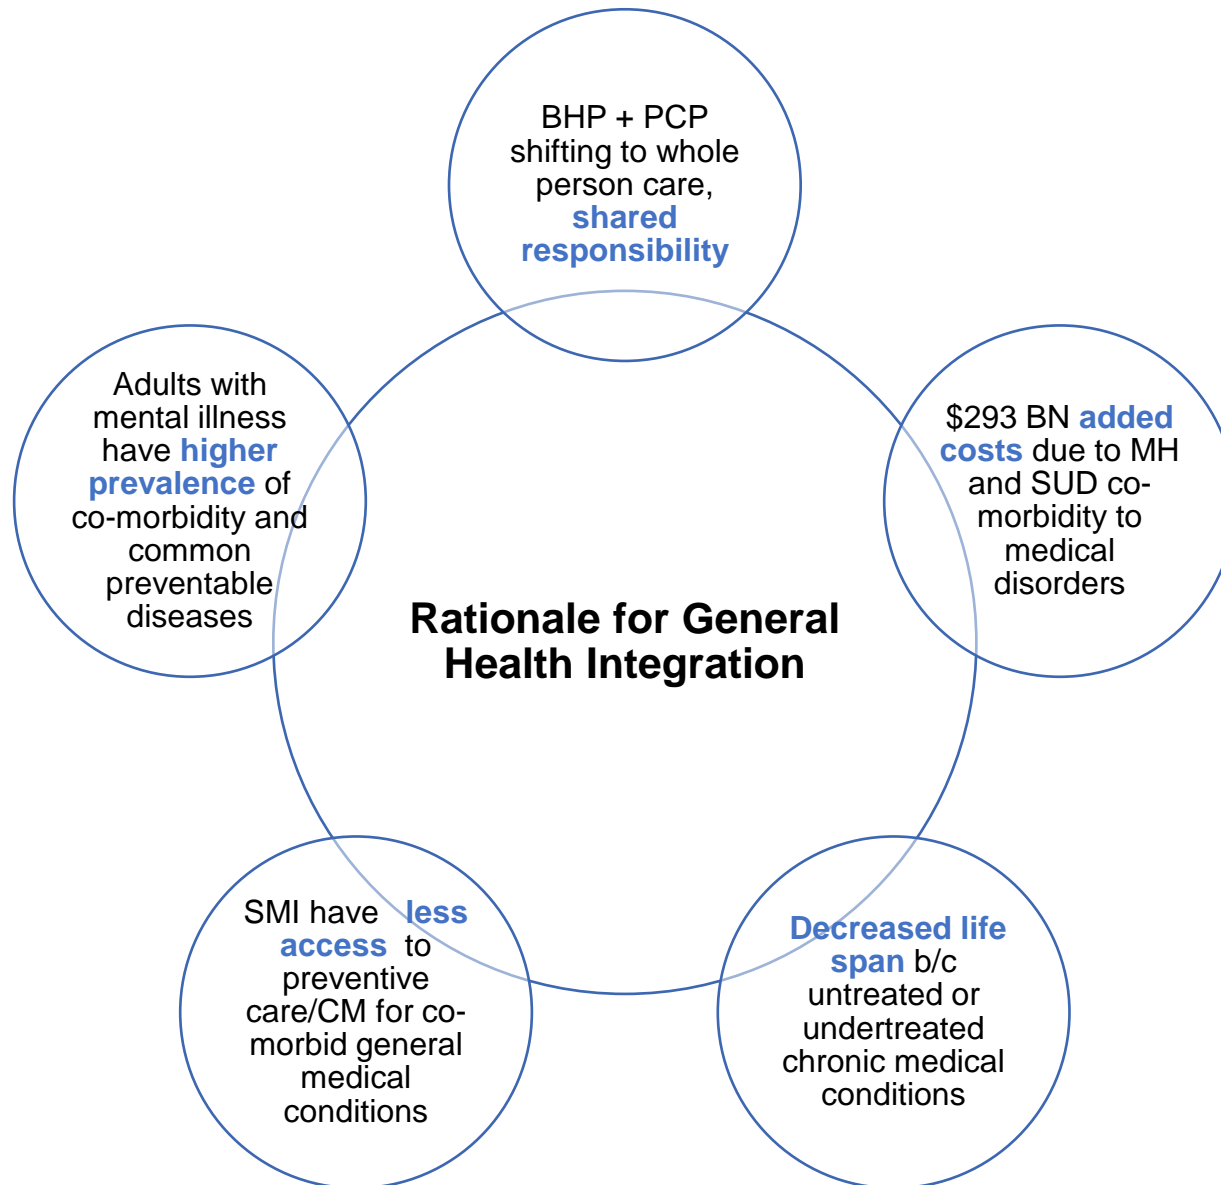 BHP + PCP
shifting to whole
person care,
shared
responsibility
Adults with
mental illness
have higher
prevalence of
co-morbidity and
common
preventable
diseases
$293 BN added
costs due to MH
and SUD co-
morbidity to
medical
disorders
Rationale for General
Health Integration
SMI have less
access to
preventive
care/CM for co-
morbid general
medical
conditions
Decreased life
span b/c
untreated or
undertreated
chronic medical
conditions